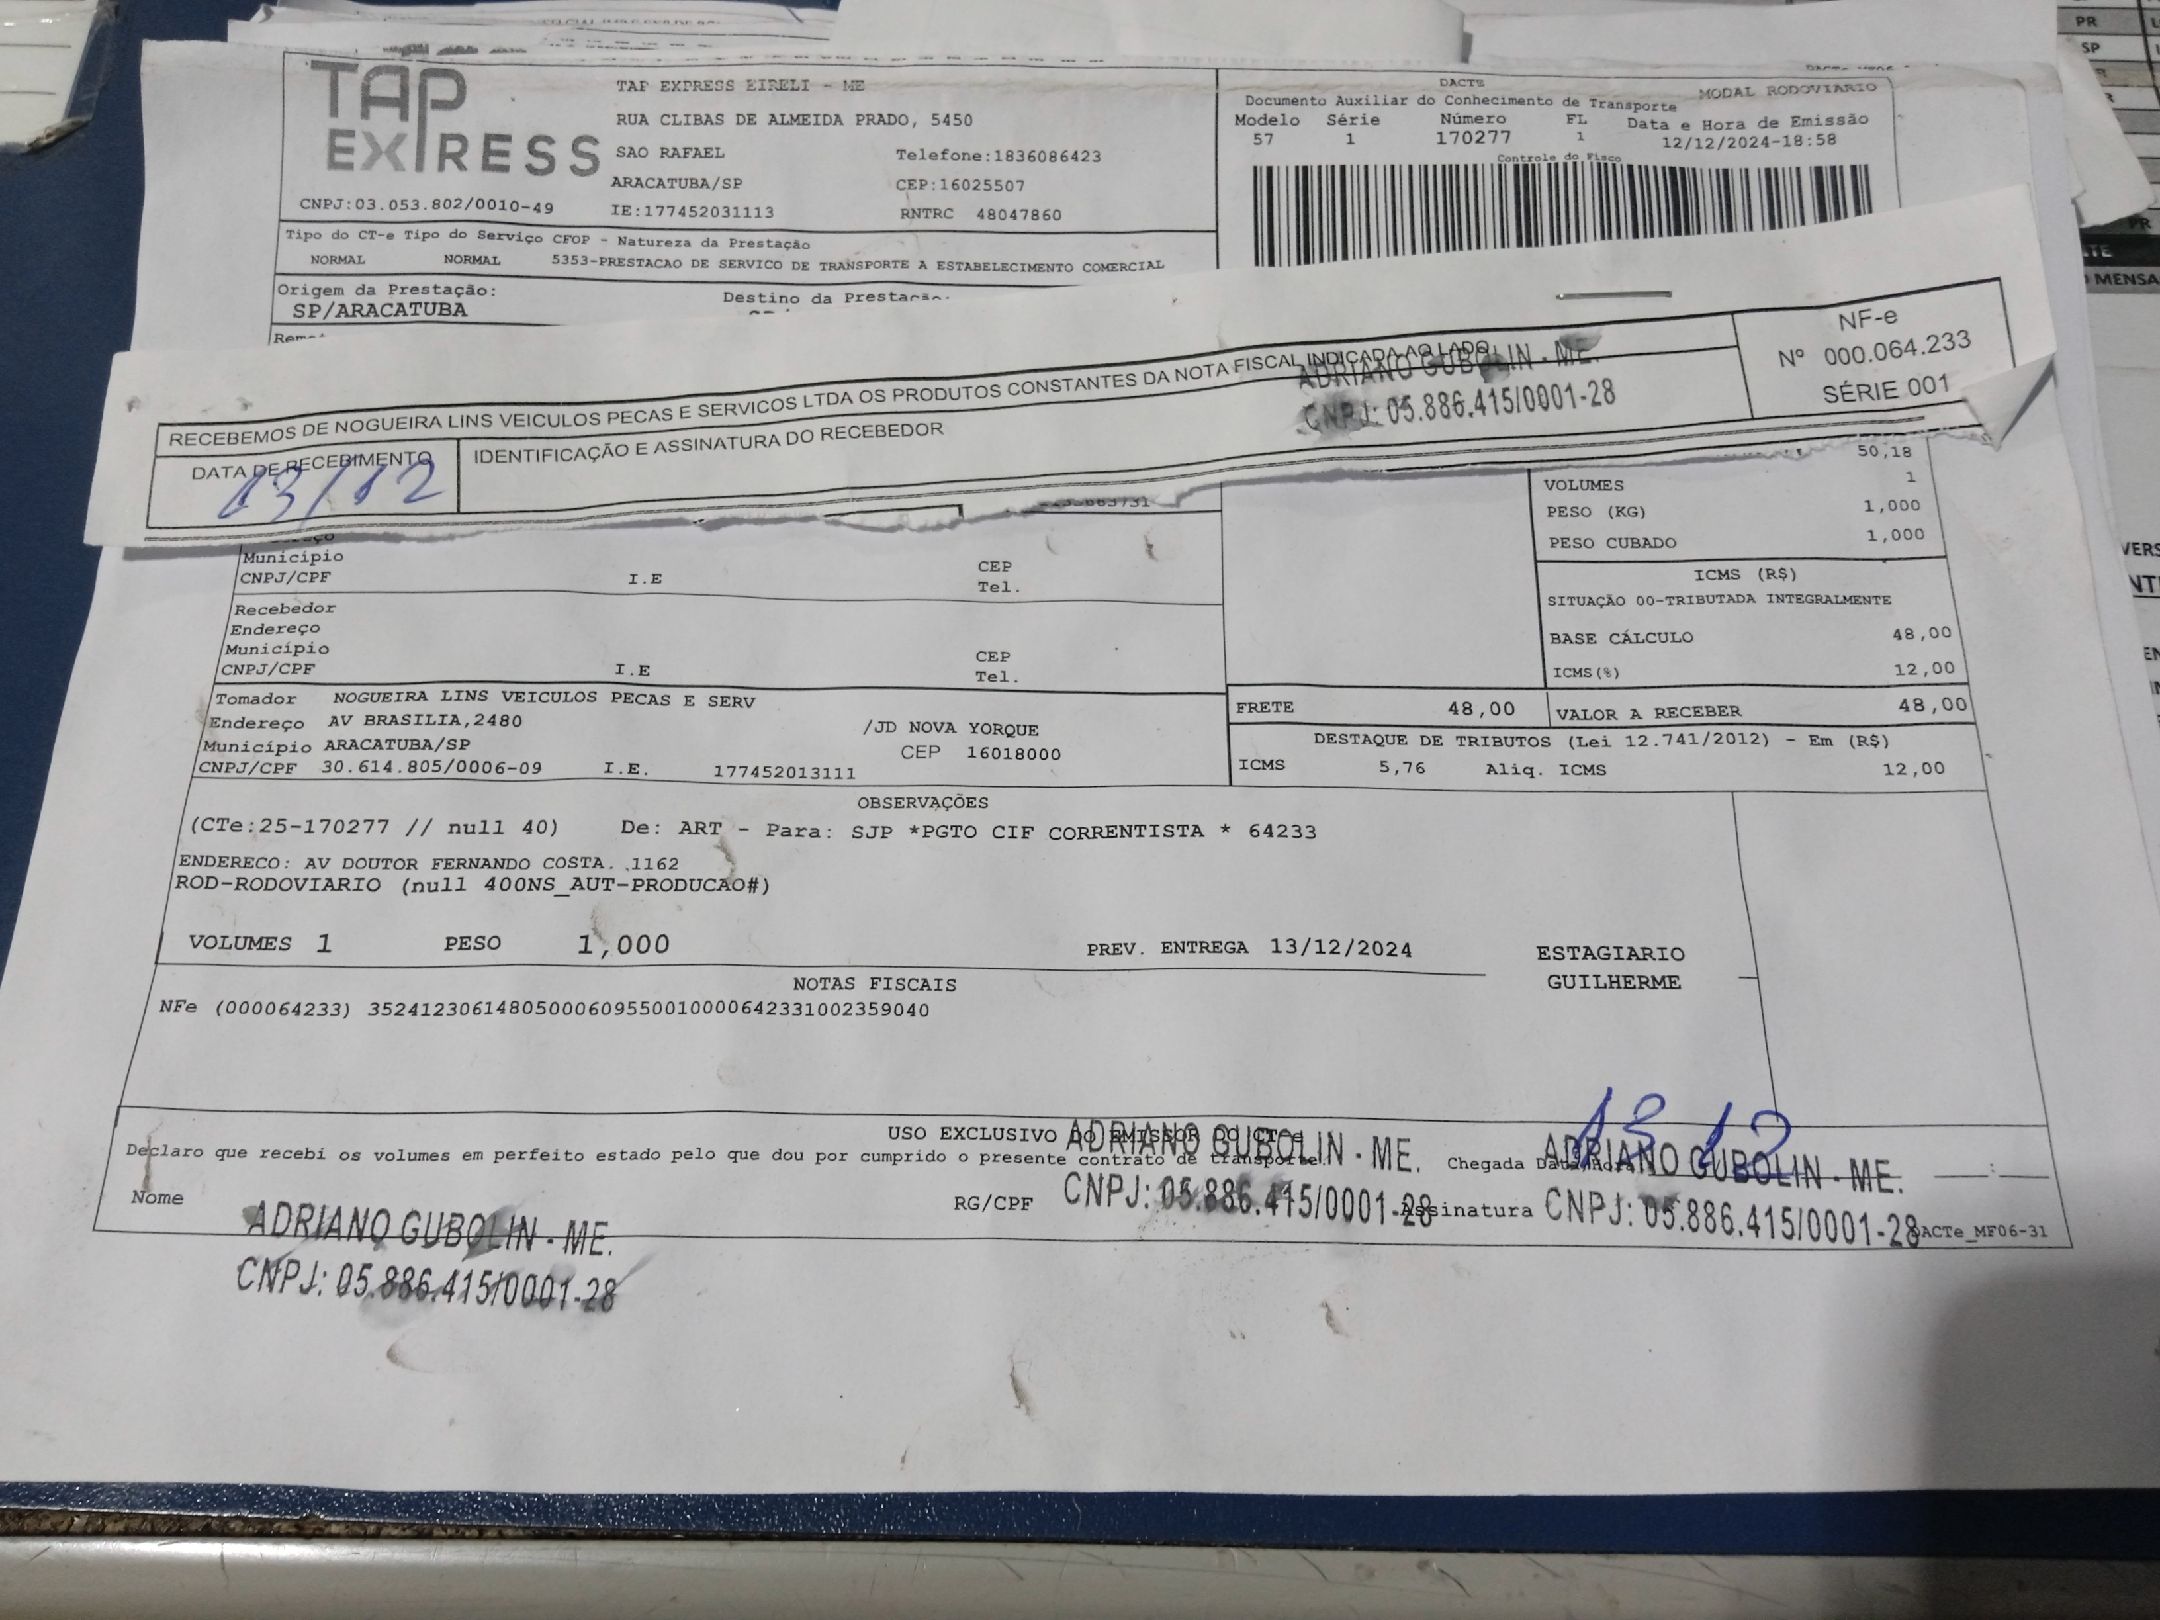 TAP
EXPRESS
TAP EXPRESS EIRELI - ME
RUA CLIBAS DE ALMEIDA PRADO, 5450
SAO RAFAEL Telefone:1836086423
ARACATUBA/SP CEP:16025507
CNPJ:03.053.802/0010-49 IE:177452031113 RNTRC 48047860
DACTE
Documento Auxiliar do Conhecimento de Transporte MODAL RODOVIARIO
Modelo Série Número FL Data e Hora de Emissão
57 1 170277 1 12/12/2024-18:58
Controle do Fisco
Tipo do CT-e Tipo do Serviço CFOP - Natureza da Prestação
NORMAL NORMAL 5353-PRESTACAO DE SERVICO DE TRANSPORTE A ESTABELECIMENTO COMERCIAL
Origem da Prestação: Destino da Prestação:
SP/ARACATUBA
RECEBEMOS DE NOGUEIRA LINS VEICULOS PECAS E SERVICOS LTDA OS PRODUTOS CONSTANTES DA NOTA FISCAL INDICADA AO LADO
ADRIANO GUBOLIN - ME.
CNPJ: 05.886.415/0001-28
NF-e
Nº 000.064.233
SÉRIE 001
DATA DE RECEBIMENTO IDENTIFICAÇÃO E ASSINATURA DO RECEBEDOR
13/12
50,18
VOLUMES 1
PESO (KG) 1,000
PESO CUBADO 1,000
Município CEP
CNPJ/CPF I.E Tel.
ICMS (R$)
SITUAÇÃO 00-TRIBUTADA INTEGRALMENTE
BASE CÁLCULO 48,00
ICMS(%) 12,00
Recebedor
Endereço
Município CEP
CNPJ/CPF I.E Tel.
Tomador NOGUEIRA LINS VEICULOS PECAS E SERV
Endereço AV BRASILIA,2480 /JD NOVA YORQUE
Município ARACATUBA/SP CEP 16018000
CNPJ/CPF 30.614.805/0006-09 I.E. 177452013111
FRETE 48,00 VALOR A RECEBER 48,00
DESTAQUE DE TRIBUTOS (Lei 12.741/2012) - Em (R$)
ICMS 5,76 Aliq. ICMS 12,00
OBSERVAÇÕES
(CTe:25-170277 // null 40) De: ART - Para: SJP *PGTO CIF CORRENTISTA * 64233
ENDERECO: AV DOUTOR FERNANDO COSTA. ,1162
ROD-RODOVIARIO (null 400NS_AUT-PRODUCAO#)
VOLUMES 1 PESO 1,000 PREV. ENTREGA 13/12/2024 ESTAGIARIO
GUILHERME
NOTAS FISCAIS
NFe (000064233) 35241230614805000609550010000642331002359040
13 12
USO EXCLUSIVO DO EMISSOR DO CT-e
Declaro que recebi os volumes em perfeito estado pelo que dou por cumprido o presente contrato de transporte. Chegada Data/Hora
Nome RG/CPF Assinatura
ADRIANO GUBOLIN - ME.
CNPJ: 05.886.415/0001-28
ADRIANO GUBOLIN - ME.
CNPJ: 05.886.415/0001-28
ADRIANO GUBOLIN - ME.
CNPJ: 05.886.415/0001-28
DACTe_MF06-31
PR
SP
PR